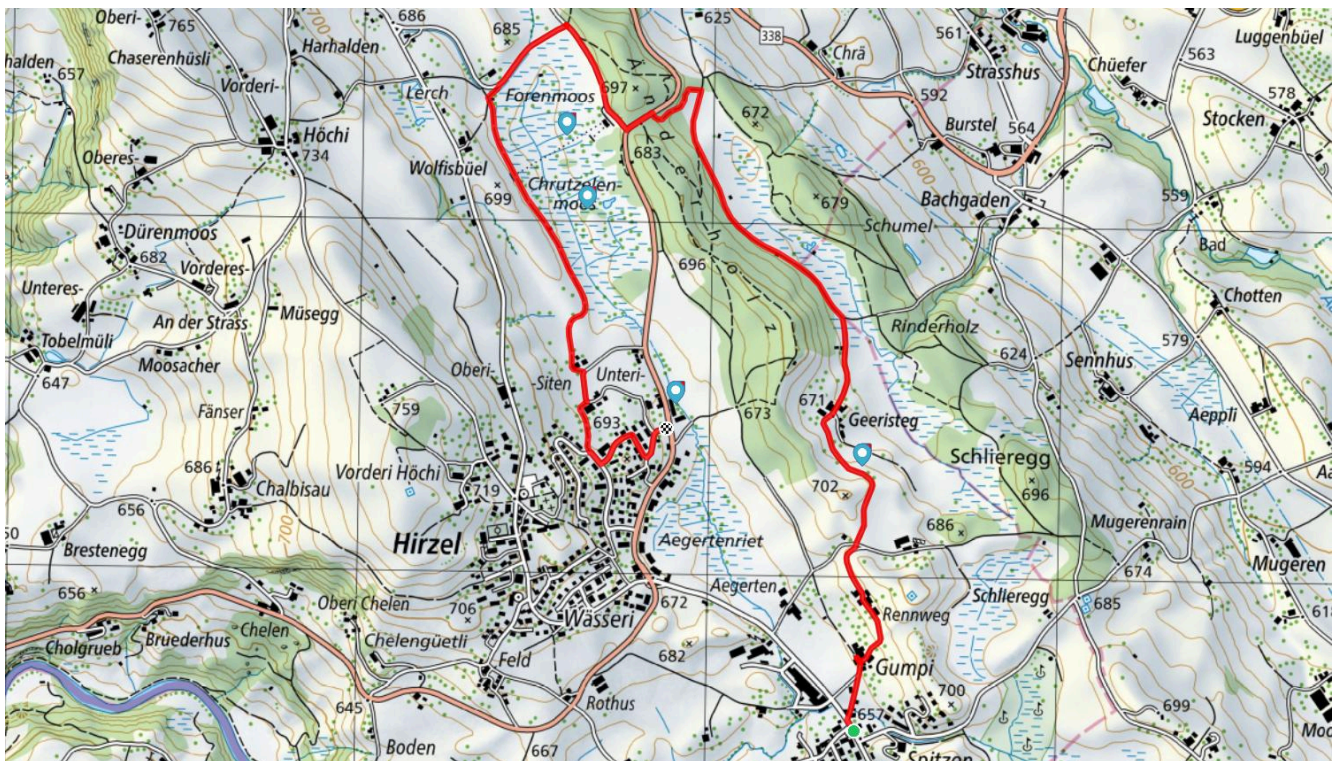 Oberi-
765
Chaserenhüsli
686
Harhalden
halden
657
Vorderi-
Höchi
734
Oberes-
Dürenmoos
682
Vorderes-
Unteres-
An der Strass
Müsegg
Tobelmüli
Moosacher
647
Fänser
686
Chalbisau
656
50
Brestenegg
700
656
Cholgrueb
Bruederhus
Chelen
Oberi Chelen
Chelengüetli
645
Boden
700
685
Lerch
Forenmoos
697
Anderholz
683
Wolfisbüel
699
Chrutzelen-
moos
696
Oberi-
-Siten
Unteri-
759
693
Vorderi Höchi
719
Hirzel
706
Wasseri
672
Feld
682
Rothus
667
Aegertenriet
Aegerten
673
625
338
Chrä
561
Strasshus
592
672
Burstel
564
600
679
Schumel
Bachgaden
Rinderholz
624
671
Geeristeg
702
Schlieregg
696
686
Rennweg
Schlieregg
685
Gumpi
700
657
Spitzen
Luggenbüel
563
Chüefer
578
Stocken
559
Bad
Chotten
579
Sennhus
Aeppli
600
594
Mugerenrain
674
Mugeren
699